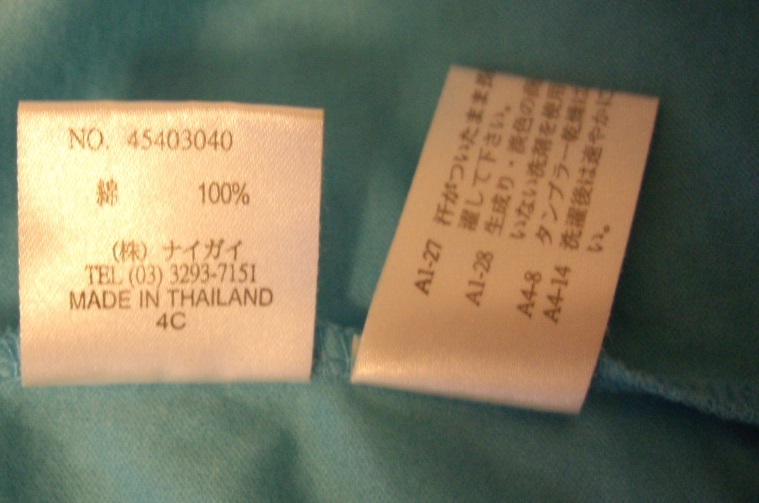 NO. 45403040
綿 100%
(株) ナイガイ
TEL (03) 3293-7151
MADE IN THAILAND
4C
A1-27 汗がついたまま
濯して下さい。
A1-28 生成り・淡色の
いない洗剤を使用
A4-8 タンブラー乾燥は
A4-14 洗濯後は速やかに
い。